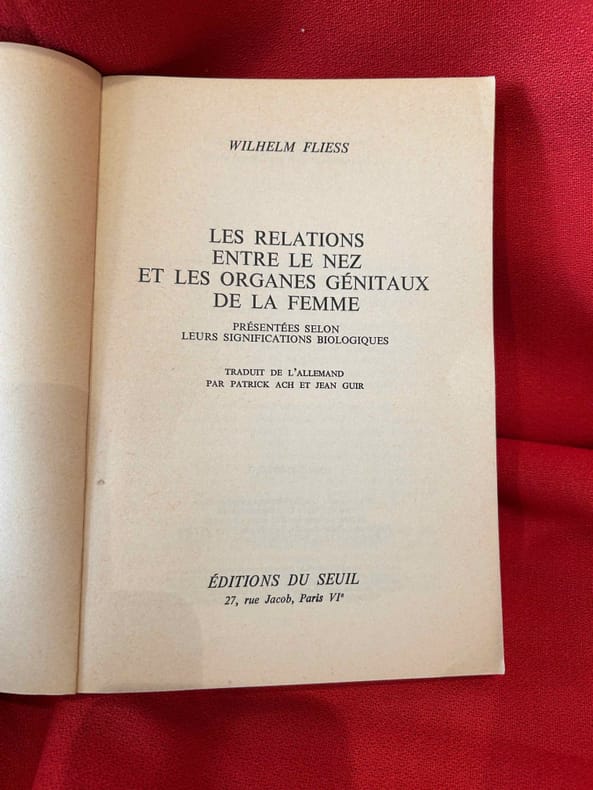 WILHELM FLIESS
LES RELATIONS
ENTRE LE NEZ
ET LES ORGANES GÉNITAUX
DE LA FEMME
PRÉSENTÉES SELON
LEURS SIGNIFICATIONS BIOLOGIQUES
TRADUIT DE L'ALLEMAND
PAR PATRICK ACH ET JEAN GUIR
ÉDITIONS DU SEUIL
27, rue Jacob, Paris VIᵉ